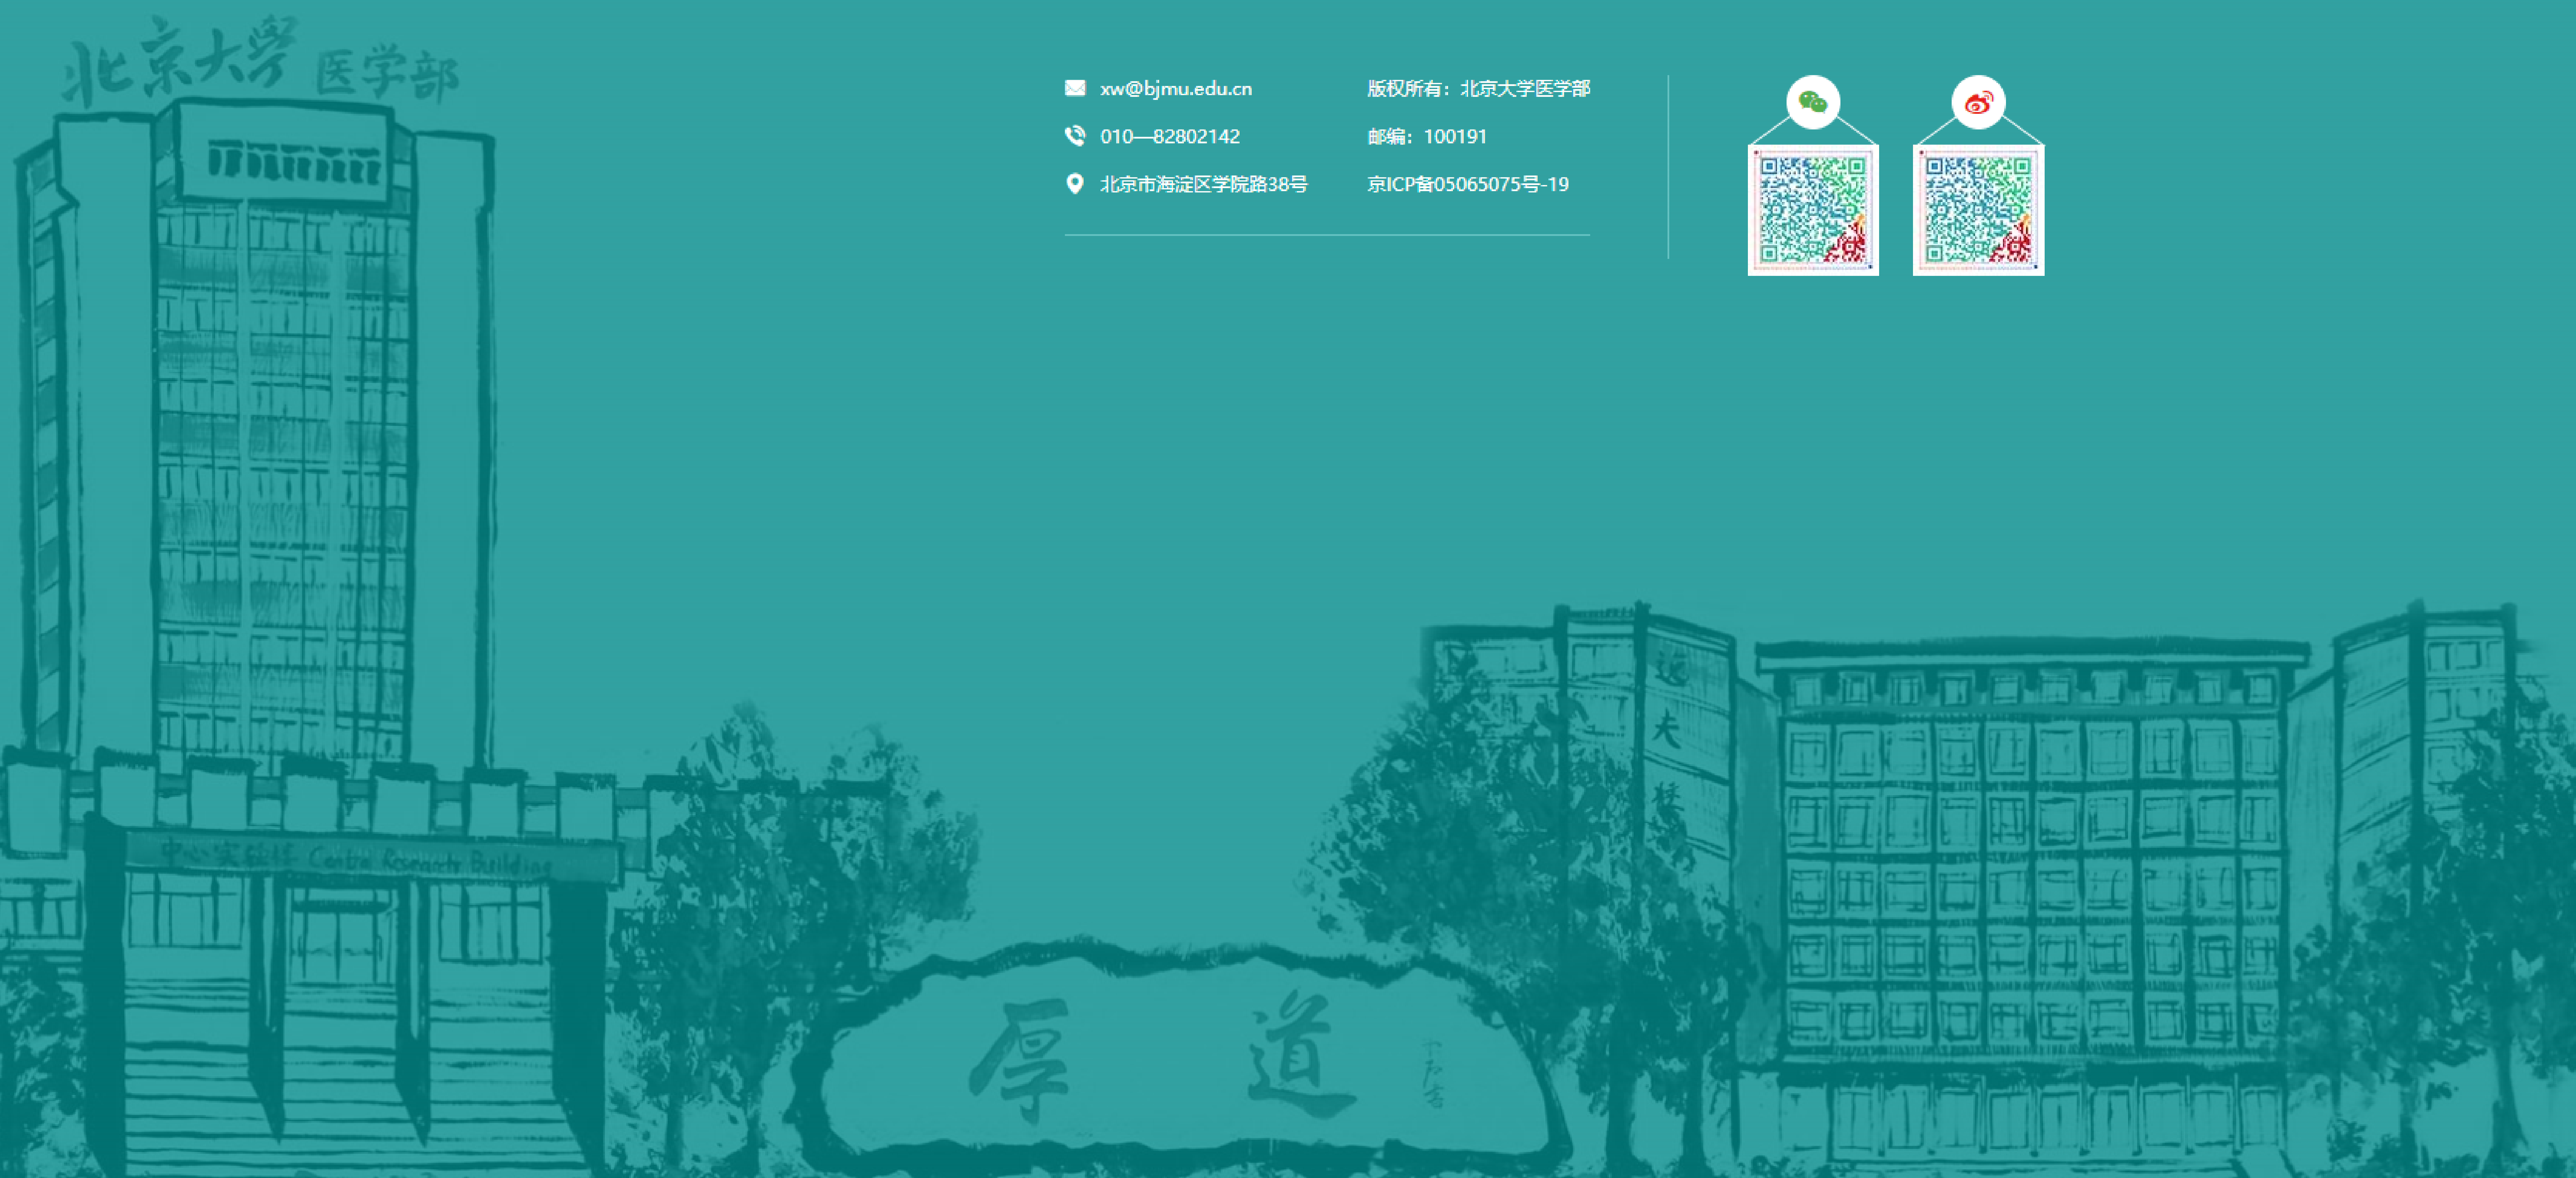 北京大学 医学部
xw@bjmu.edu.cn
010—82802142
北京市海淀区学院路38号
版权所有：北京大学医学部
邮编：100191
京ICP备05065075号-19
逸夫楼
中心实验楼 Central Research Building
厚道